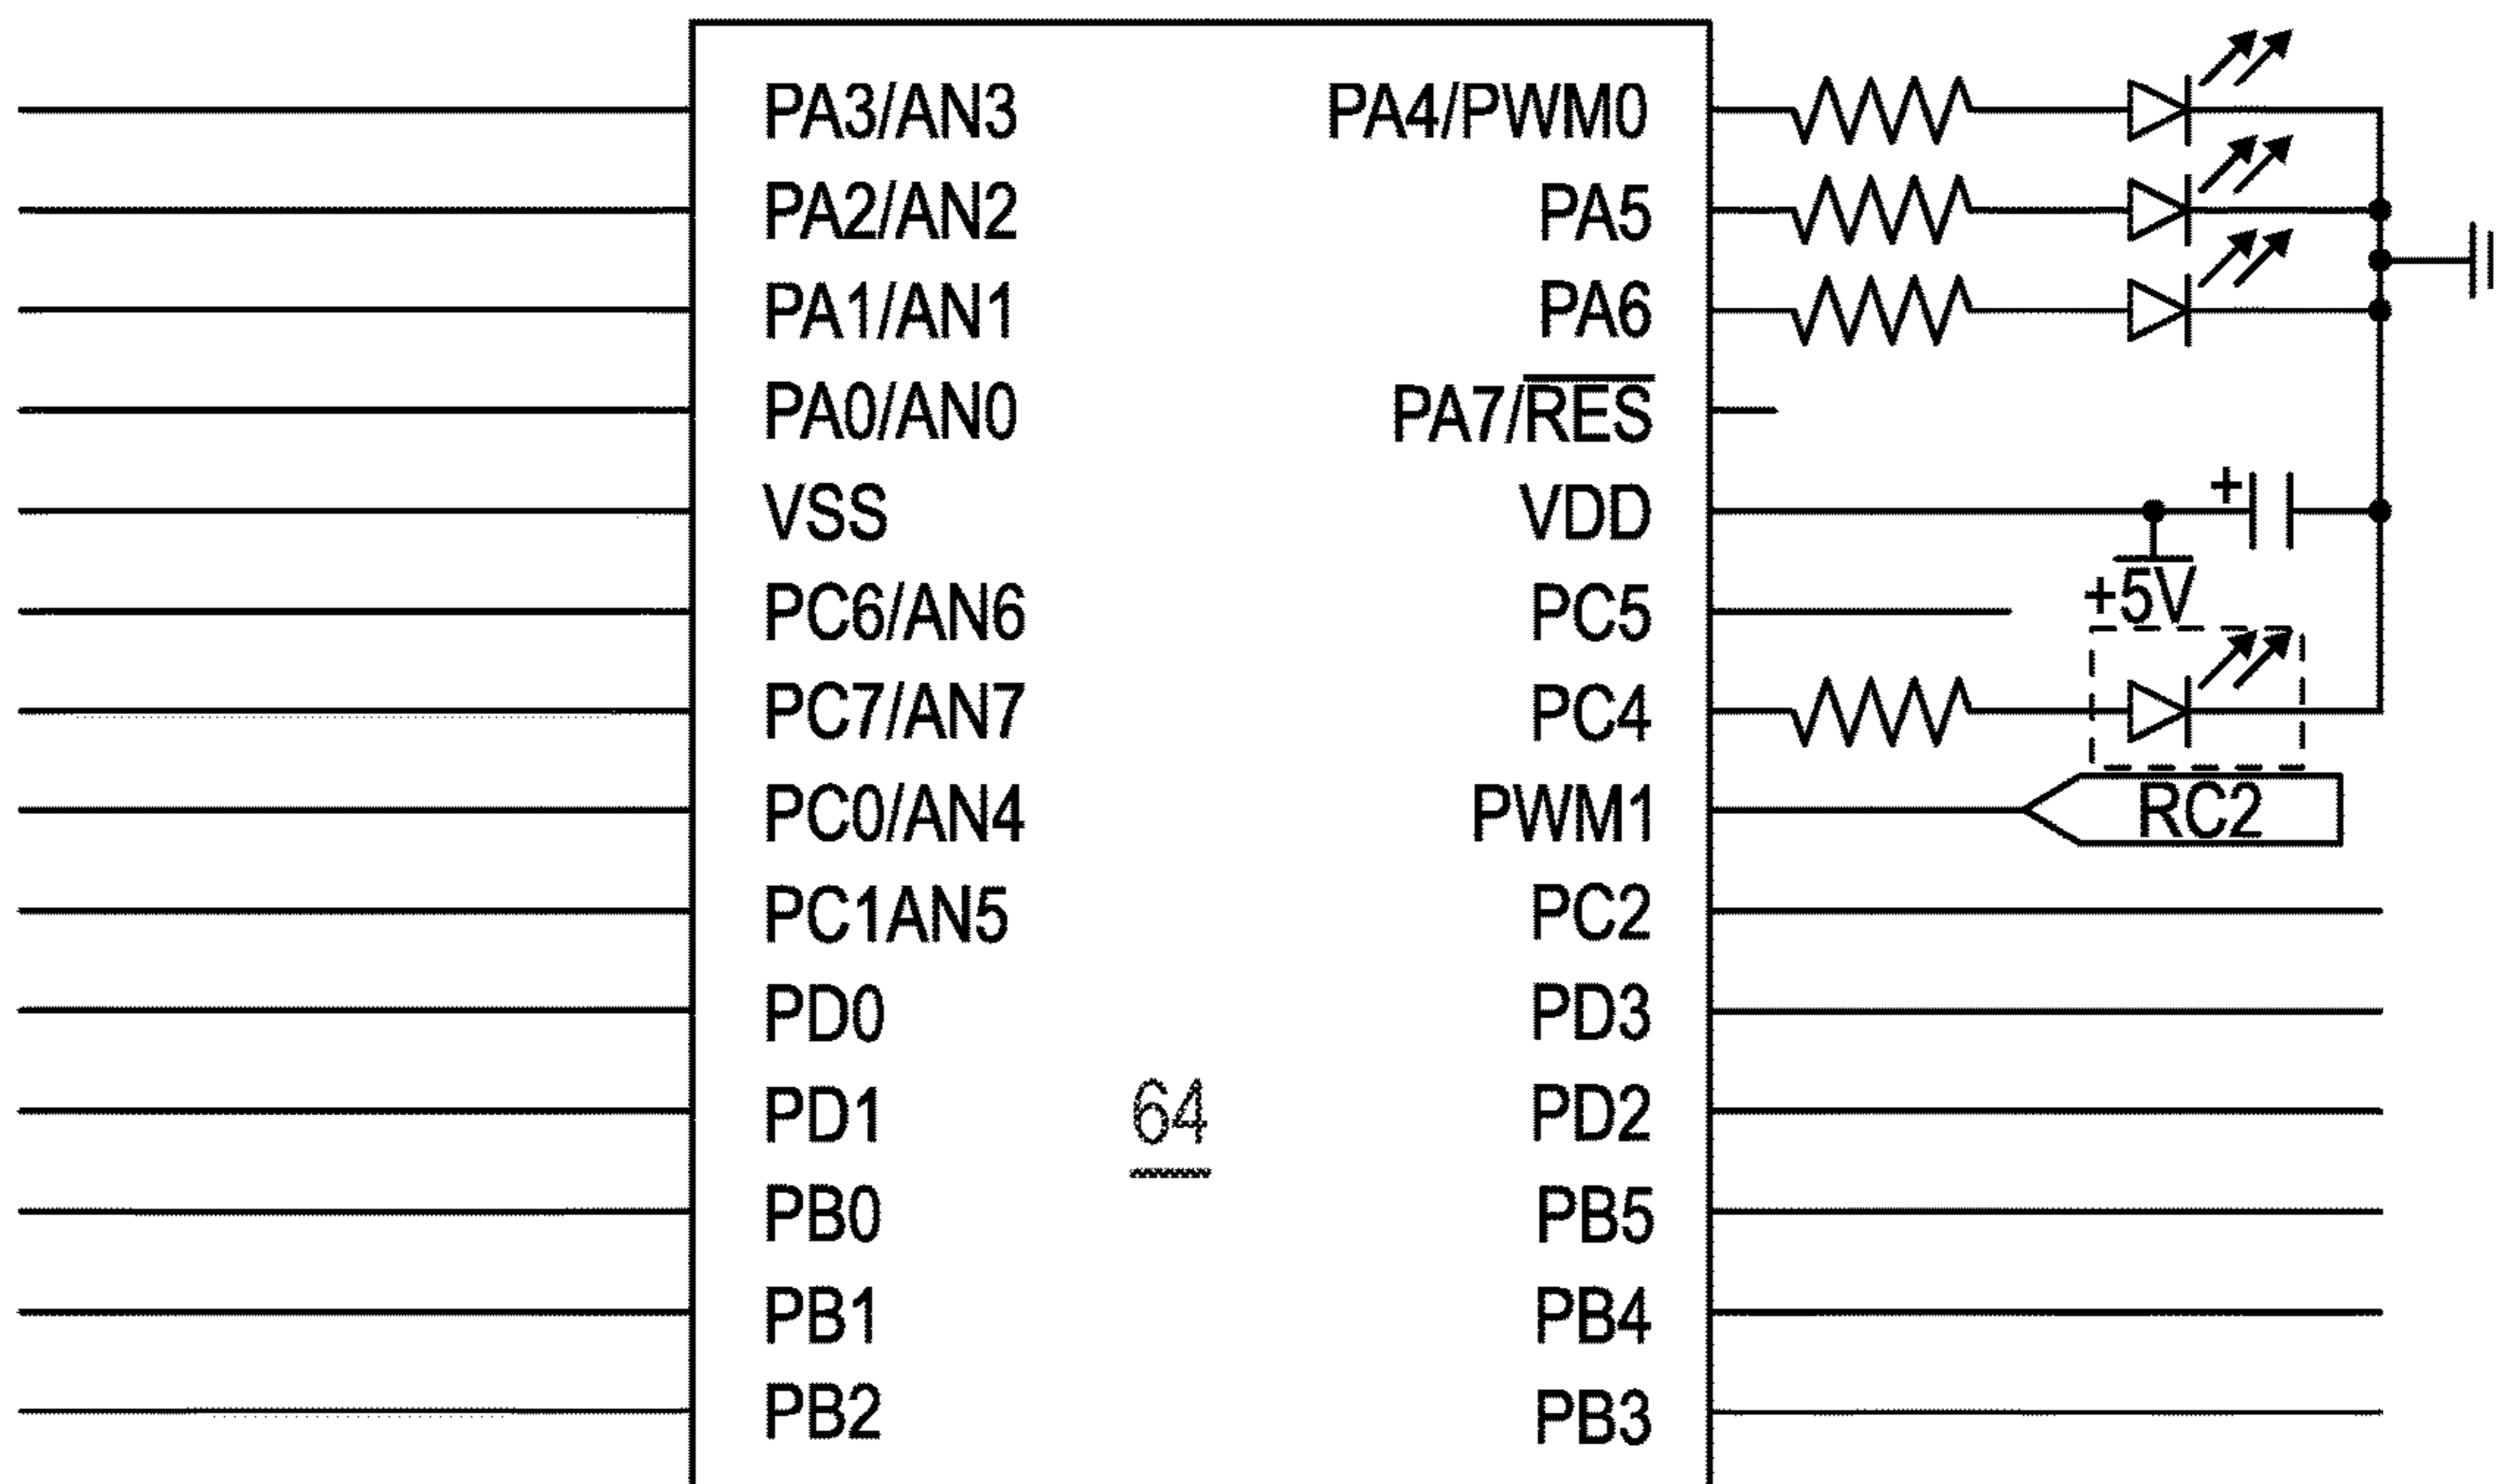 PA3/AN3 PA4/PWM0
PA2/AN2 PA5
PA1/AN1 PA6
PA0/AN0 PA7/RES
VSS VDD +
+5V
PC6/AN6 PC5
PC7/AN7 PC4
PC0/AN4 PWM1 RC2
PC1AN5 PC2
PD0 PD3
PD1 64 PD2
PB0 PB5
PB1 PB4
PB2 PB3